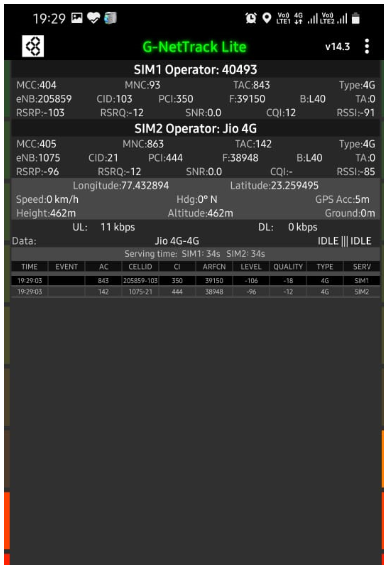 19:29
Vo) 4G LTE1
Vo) LTE2
G-NetTrack Lite
v14.3
SIM1 Operator: 40493
MCC:404 MNC:93 TAC:843 Type:4G
eNB:205859 CID:103 PCI:350 F:39150 B:L40 TA:0
RSRP:-103 RSRQ:-12 SNR:0.0 CQI:12 RSSI:-91
SIM2 Operator: Jio 4G
MCC:405 MNC:863 TAC:142 Type:4G
eNB:1075 CID:21 PCI:444 F:38948 B:L40 TA:0
RSRP:-96 RSRQ:-12 SNR:0.0 CQI:- RSSI:-85
Longitude:77.432894 Latitude:23.259495
Speed:0 km/h Hdg:0° N GPS Acc:5m
Height:462m Altitude:462m Ground:0m
UL: 11 kbps DL: 0 kbps
Data: Jio 4G-4G IDLE ||| IDLE
Serving time: SIM1: 34s SIM2: 34s
TIME EVENT AC CELLID CI ARFCN LEVEL QUALITY TYPE SERV
19:29:03 843 205859-103 350 39150 -106 -18 4G SIM1
19:29:03 142 1075-21 444 38948 -96 -12 4G SIM2